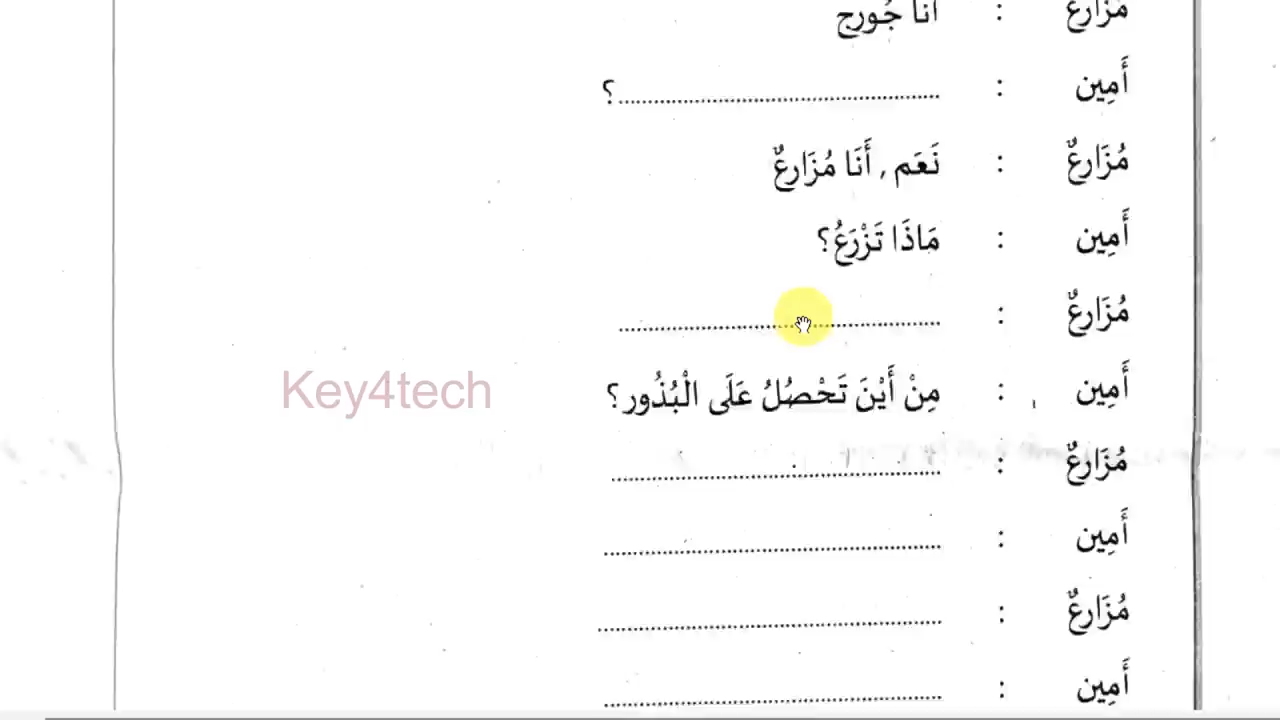 مُزَارِعٌ : أَنَا جُورج
أَمِين : ........................................؟
مُزَارِعٌ : نَعَم , أَنَا مُزَارِعٌ
أَمِين : مَاذَا تَزْرَعُ؟
مُزَارِعٌ : ........................................
أَمِين : مِنْ أَيْنَ تَحْصُلُ عَلَى الْبُذُور؟
Key4tech
مُزَارِعٌ : ........................................
أَمِين : ........................................
مُزَارِعٌ : ........................................
أَمِين : ........................................